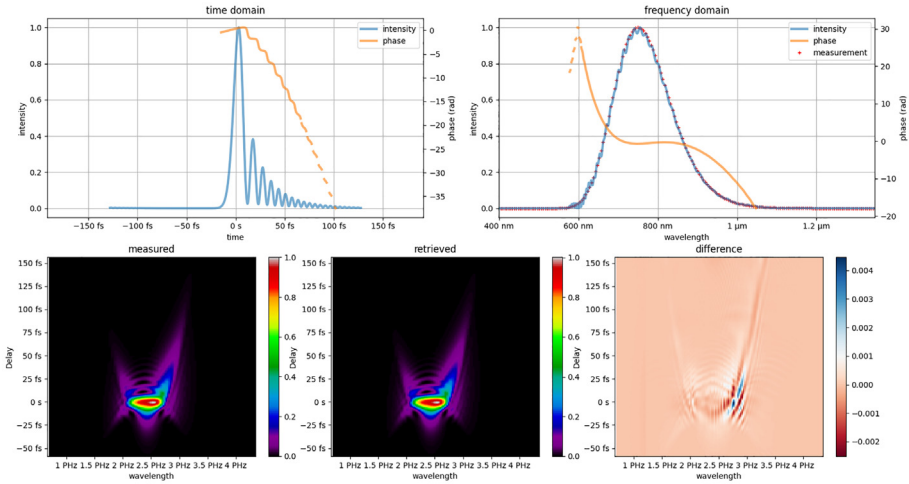 time domain
1.0
0.8
0.6
0.4
0.2
0.0
intensity
intensity
phase
0
−5
−10
−15
−20
−25
−30
−35
phase (rad)
−150 fs −100 fs −50 fs 0 s 50 fs 100 fs 150 fs
time
frequency domain
1.0
0.8
0.6
0.4
0.2
0.0
intensity
intensity
phase
measurement
30
20
10
0
−10
−20
phase (rad)
400 nm 600 nm 800 nm 1 µm 1.2 µm
wavelength
measured
150 fs
125 fs
100 fs
75 fs
50 fs
25 fs
0 s
−25 fs
−50 fs
Delay
1 PHz 1.5 PHz 2 PHz 2.5 PHz 3 PHz 3.5 PHz 4 PHz
wavelength
1.0
0.8
0.6
0.4
0.2
0.0
retrieved
150 fs
125 fs
100 fs
75 fs
50 fs
25 fs
0 s
−25 fs
−50 fs
Delay
1 PHz 1.5 PHz 2 PHz 2.5 PHz 3 PHz 3.5 PHz 4 PHz
wavelength
1.0
0.8
0.6
0.4
0.2
0.0
difference
150 fs
125 fs
100 fs
75 fs
50 fs
25 fs
0 s
−25 fs
−50 fs
Delay
1 PHz 1.5 PHz 2 PHz 2.5 PHz 3 PHz 3.5 PHz 4 PHz
wavelength
0.004
0.003
0.002
0.001
0.000
−0.001
−0.002